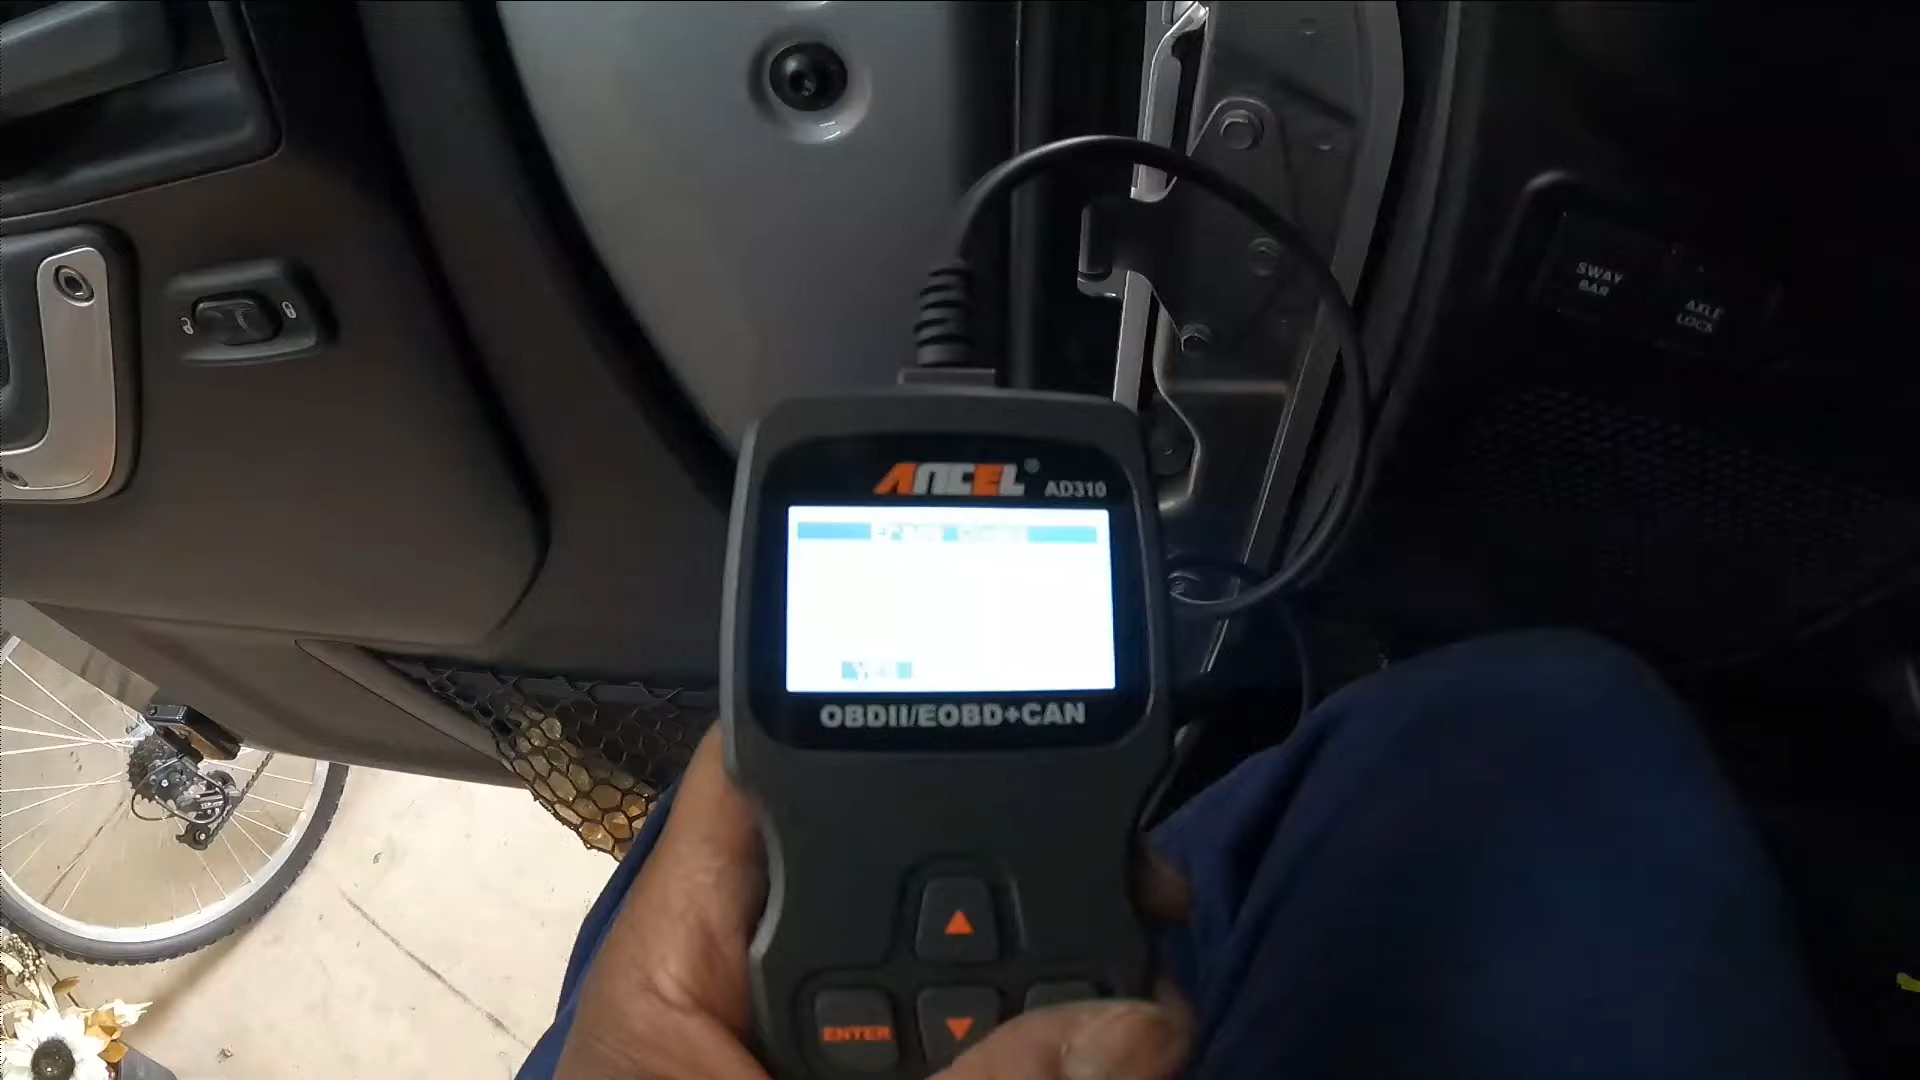 SWAY
BAR
AXLE
LOCK
ANCEL®
AD310
OBDII/EOBD+CAN
ENTER